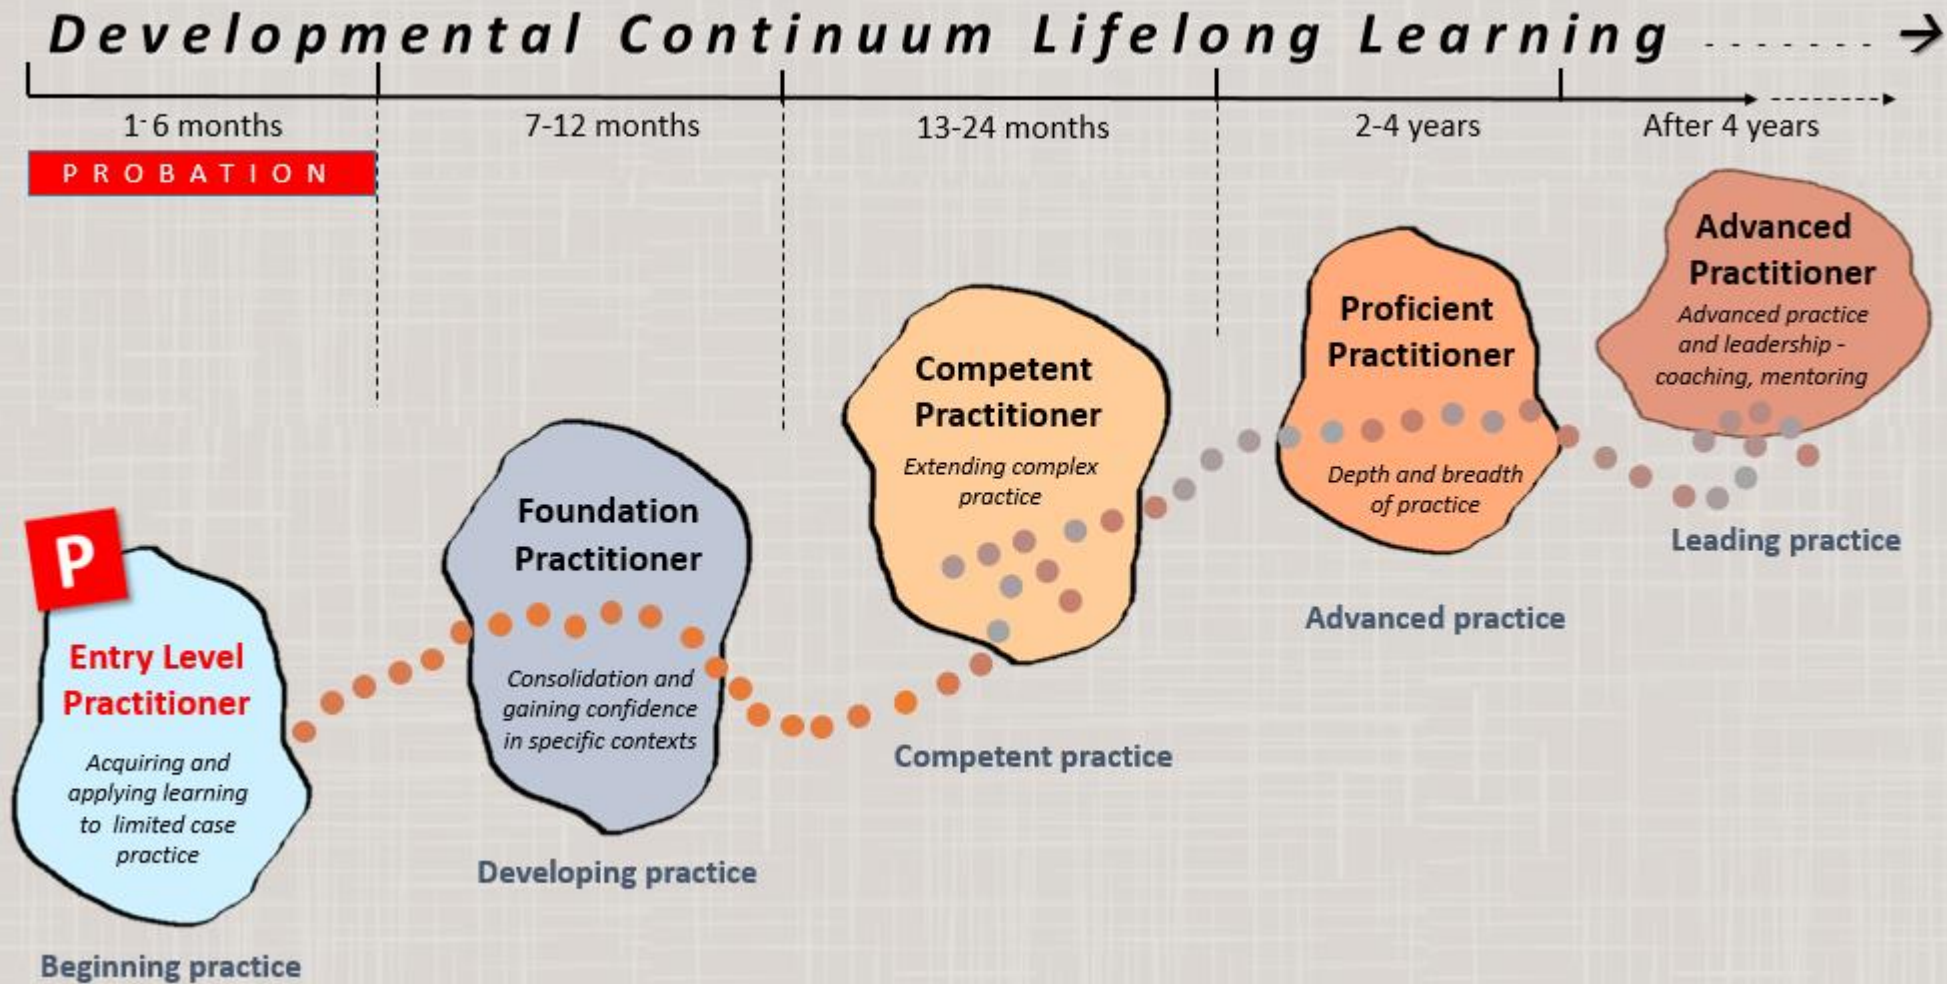 Developmental Continuum Lifelong Learning ------- →
1-6 months
7-12 months
13-24 months
2-4 years
After 4 years
PROBATION
P
Entry Level
Practitioner
Acquiring and
applying learning
to limited case
practice
Beginning practice
Foundation
Practitioner
Consolidation and
gaining confidence
in specific contexts
Developing practice
Competent
Practitioner
Extending complex
practice
Competent practice
Proficient
Practitioner
Depth and breadth
of practice
Advanced practice
Advanced
Practitioner
Advanced practice
and leadership -
coaching, mentoring
Leading practice